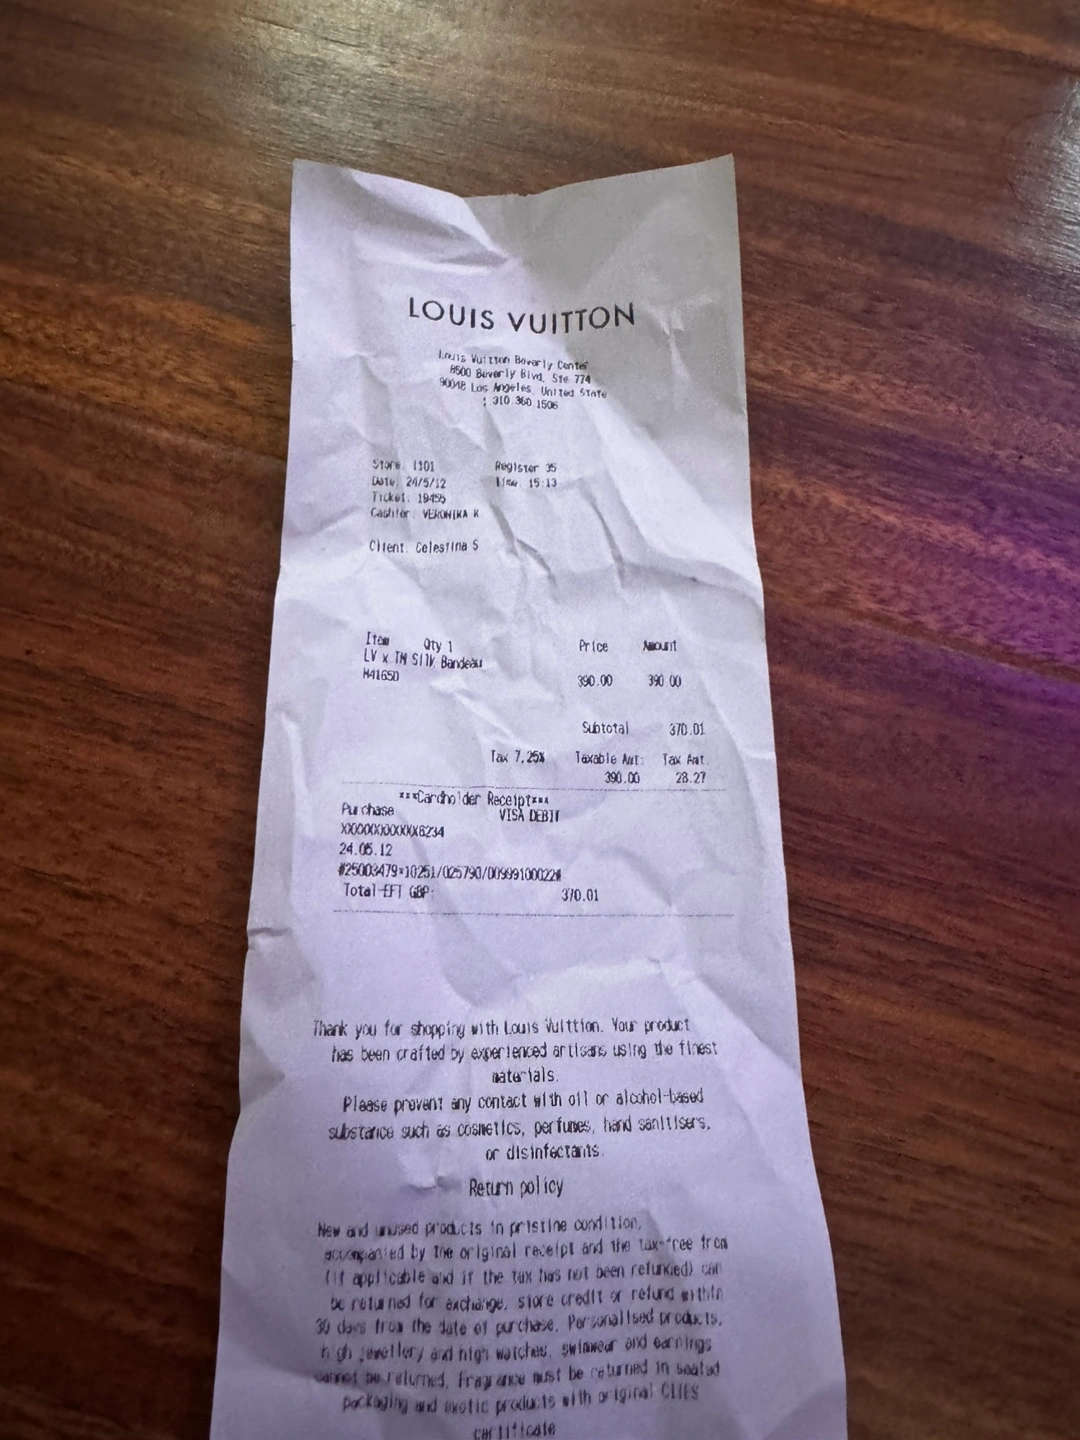 LOUIS VUITTON
Louis Vuitton Beverly Center
8500 Beverly Blvd. Ste 774
90048 Los Angeles, United State
: 310.360.1506
Store: 1101 Register 35
Date: 24/5/12 Time 15:13
Ticket: 19455
Cashier: VERONIKA K
Client: Celestina S
Item Qty 1 Price Amount
LV x TM Silk Bandeau
M41650 390.00 390.00
Subtotal 370.01
Tax 7.25% Taxable Amt: Tax Amt.
390.00 28.27
***Cardholder Receipt***
Purchase VISA DEBIT
XXXXXXXXXXXX6234
24.05.12
#25003479*10251/025790/00999100022#
Total EFT GBP: 370.01
Thank you for shopping with Louis Vuittion. Your product
has been crafted by experienced artisans using the finest
materials.
Please prevent any contact with oil or alcohol-based
substance such as cosmetics, perfumes, hand sanitisers,
or disinfectants.
Return policy
New and unused products in pristine condition,
accompanied by the original receipt and the tax-free from
(if applicable and if the tax has not been refunded) can
be returned for exchange, store credit or refund within
30 days from the date of purchase. Personalised products,
high jewellery and high watches, swimwear and earnings
cannot be returned. Fragrance must be returned in sealed
packaging and exotic products with original CITES
certificate